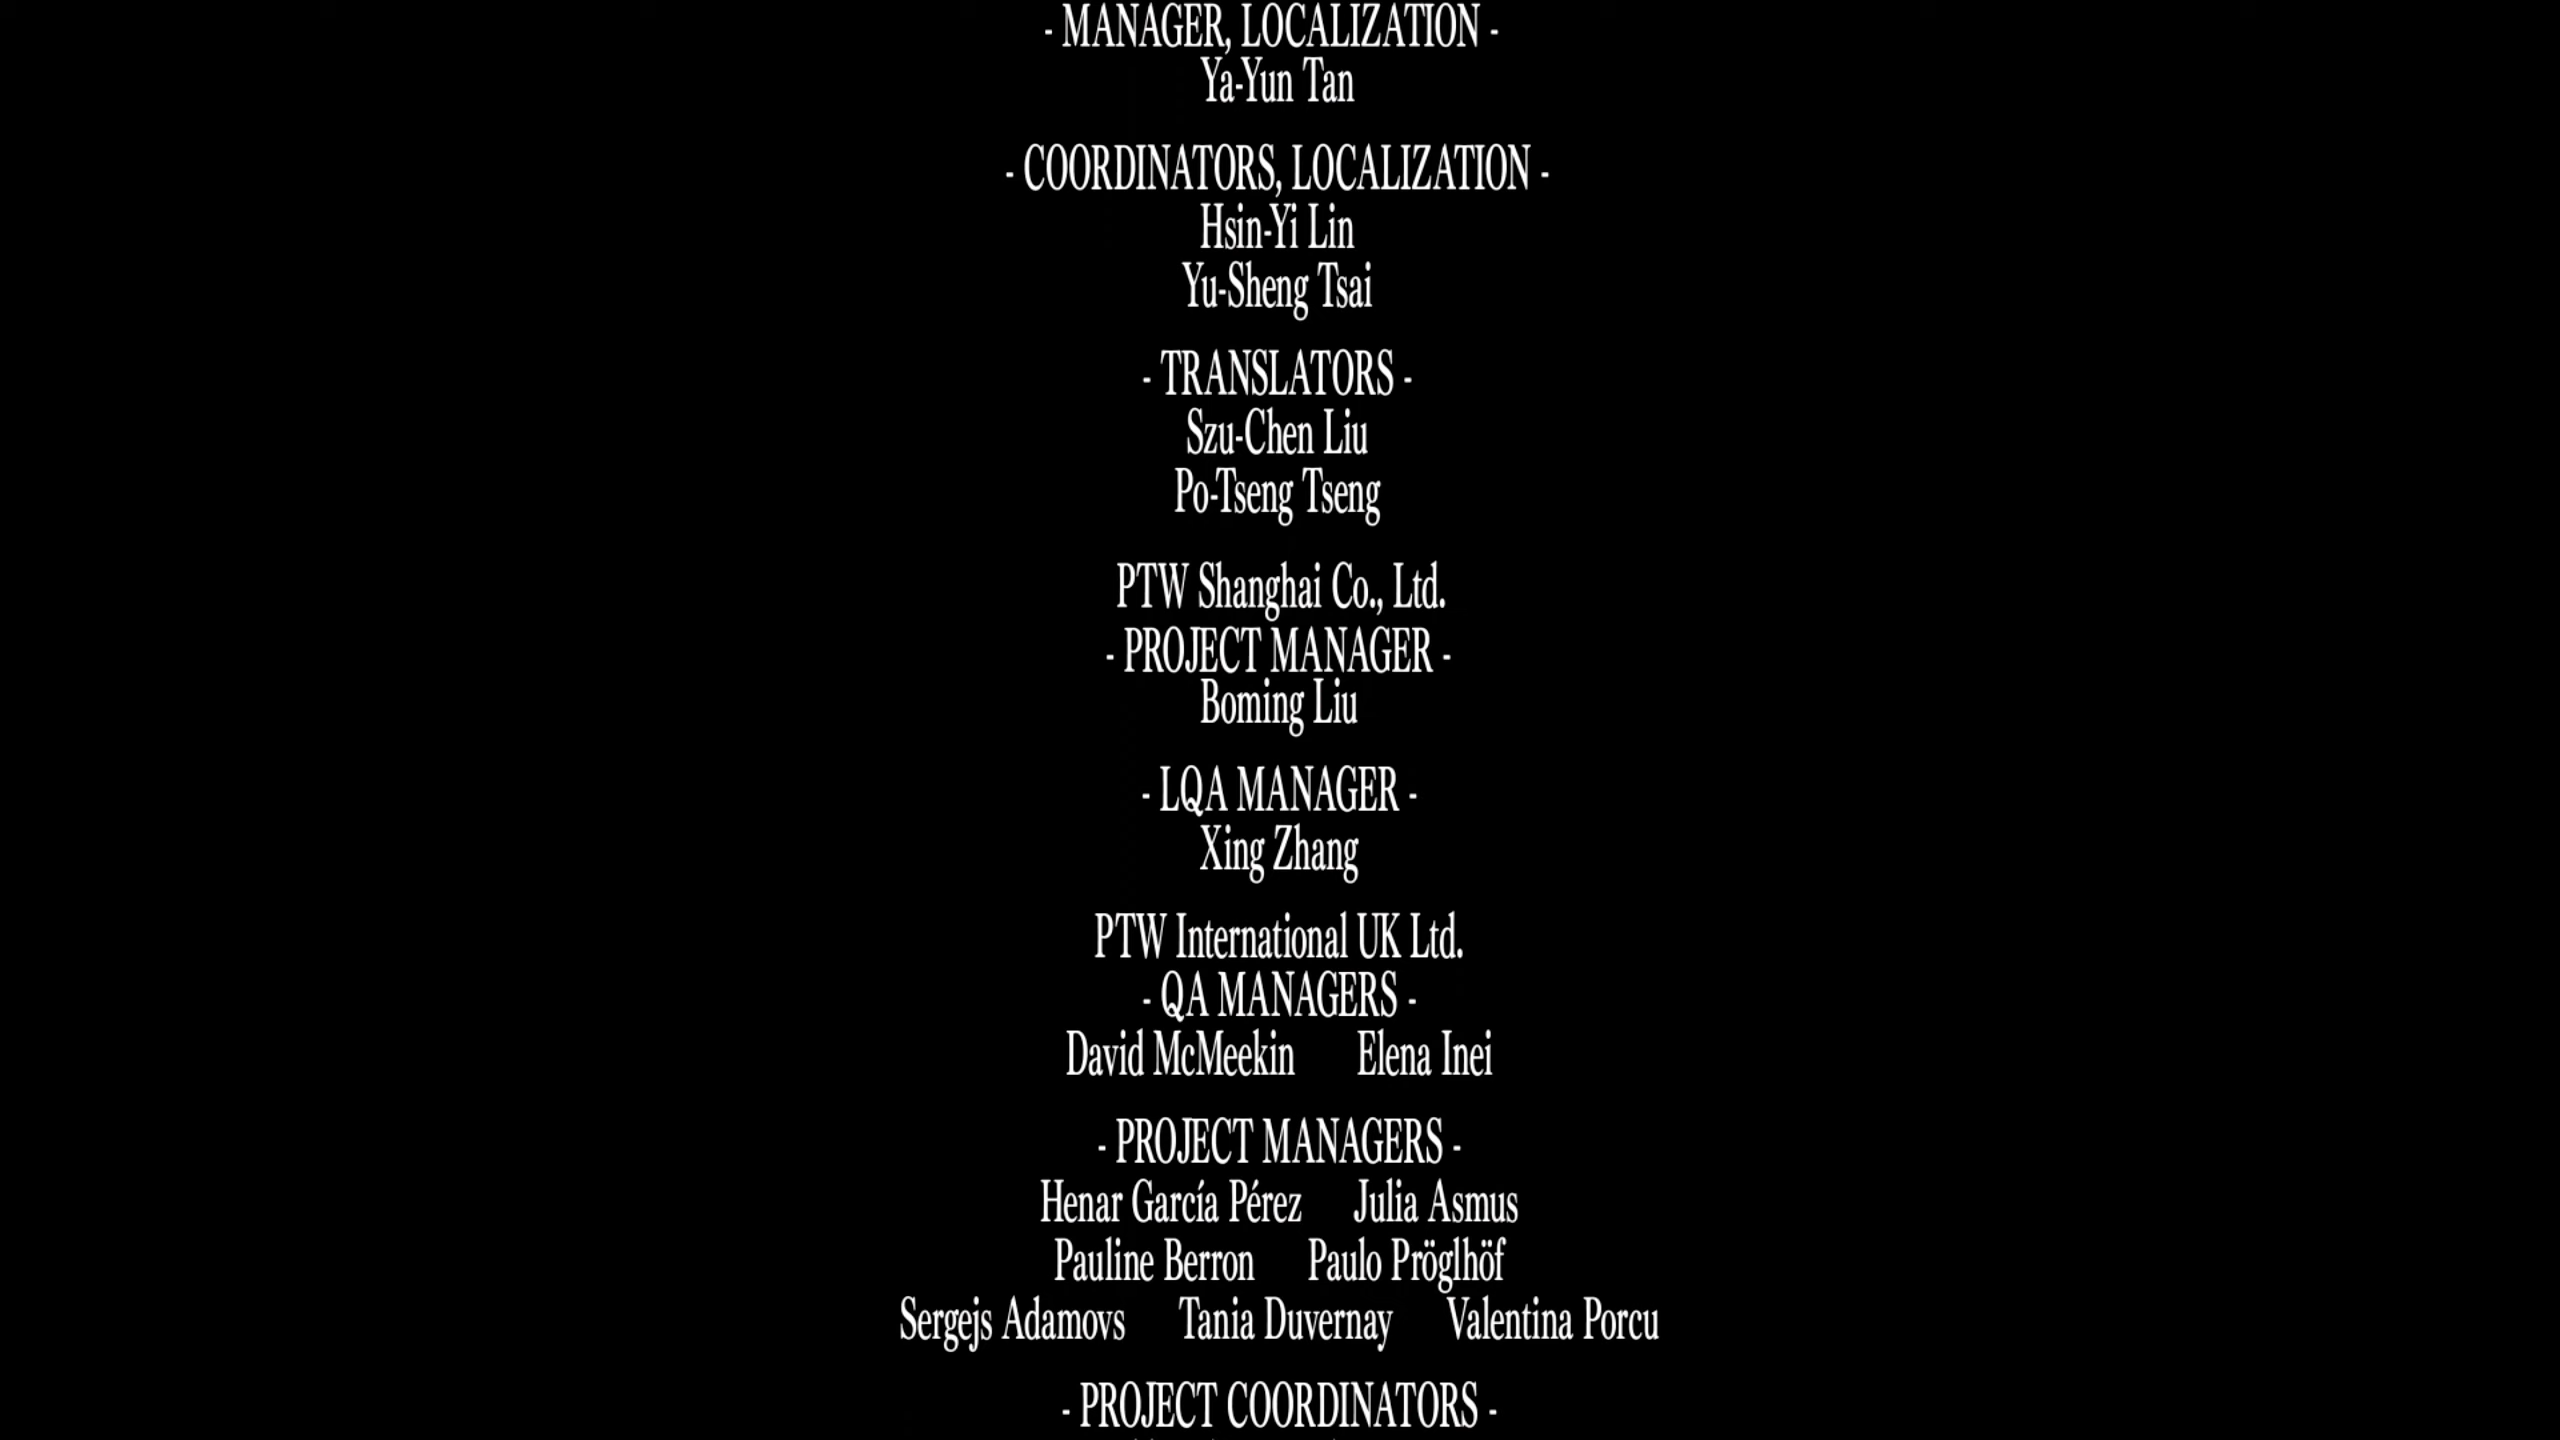 - MANAGER, LOCALIZATION -
Ya-Yun Tan
- COORDINATORS, LOCALIZATION -
Hsin-Yi Lin
Yu-Sheng Tsai
- TRANSLATORS -
Szu-Chen Liu
Po-Tseng Tseng
PTW Shanghai Co., Ltd.
- PROJECT MANAGER -
Boming Liu
- LQA MANAGER -
Xing Zhang
PTW International UK Ltd.
- QA MANAGERS -
David McMeekin Elena Inei
- PROJECT MANAGERS -
Henar García Pérez Julia Asmus
Pauline Berron Paulo Pröglhöf
Sergejs Adamovs Tania Duvernay Valentina Porcu
- PROJECT COORDINATORS -